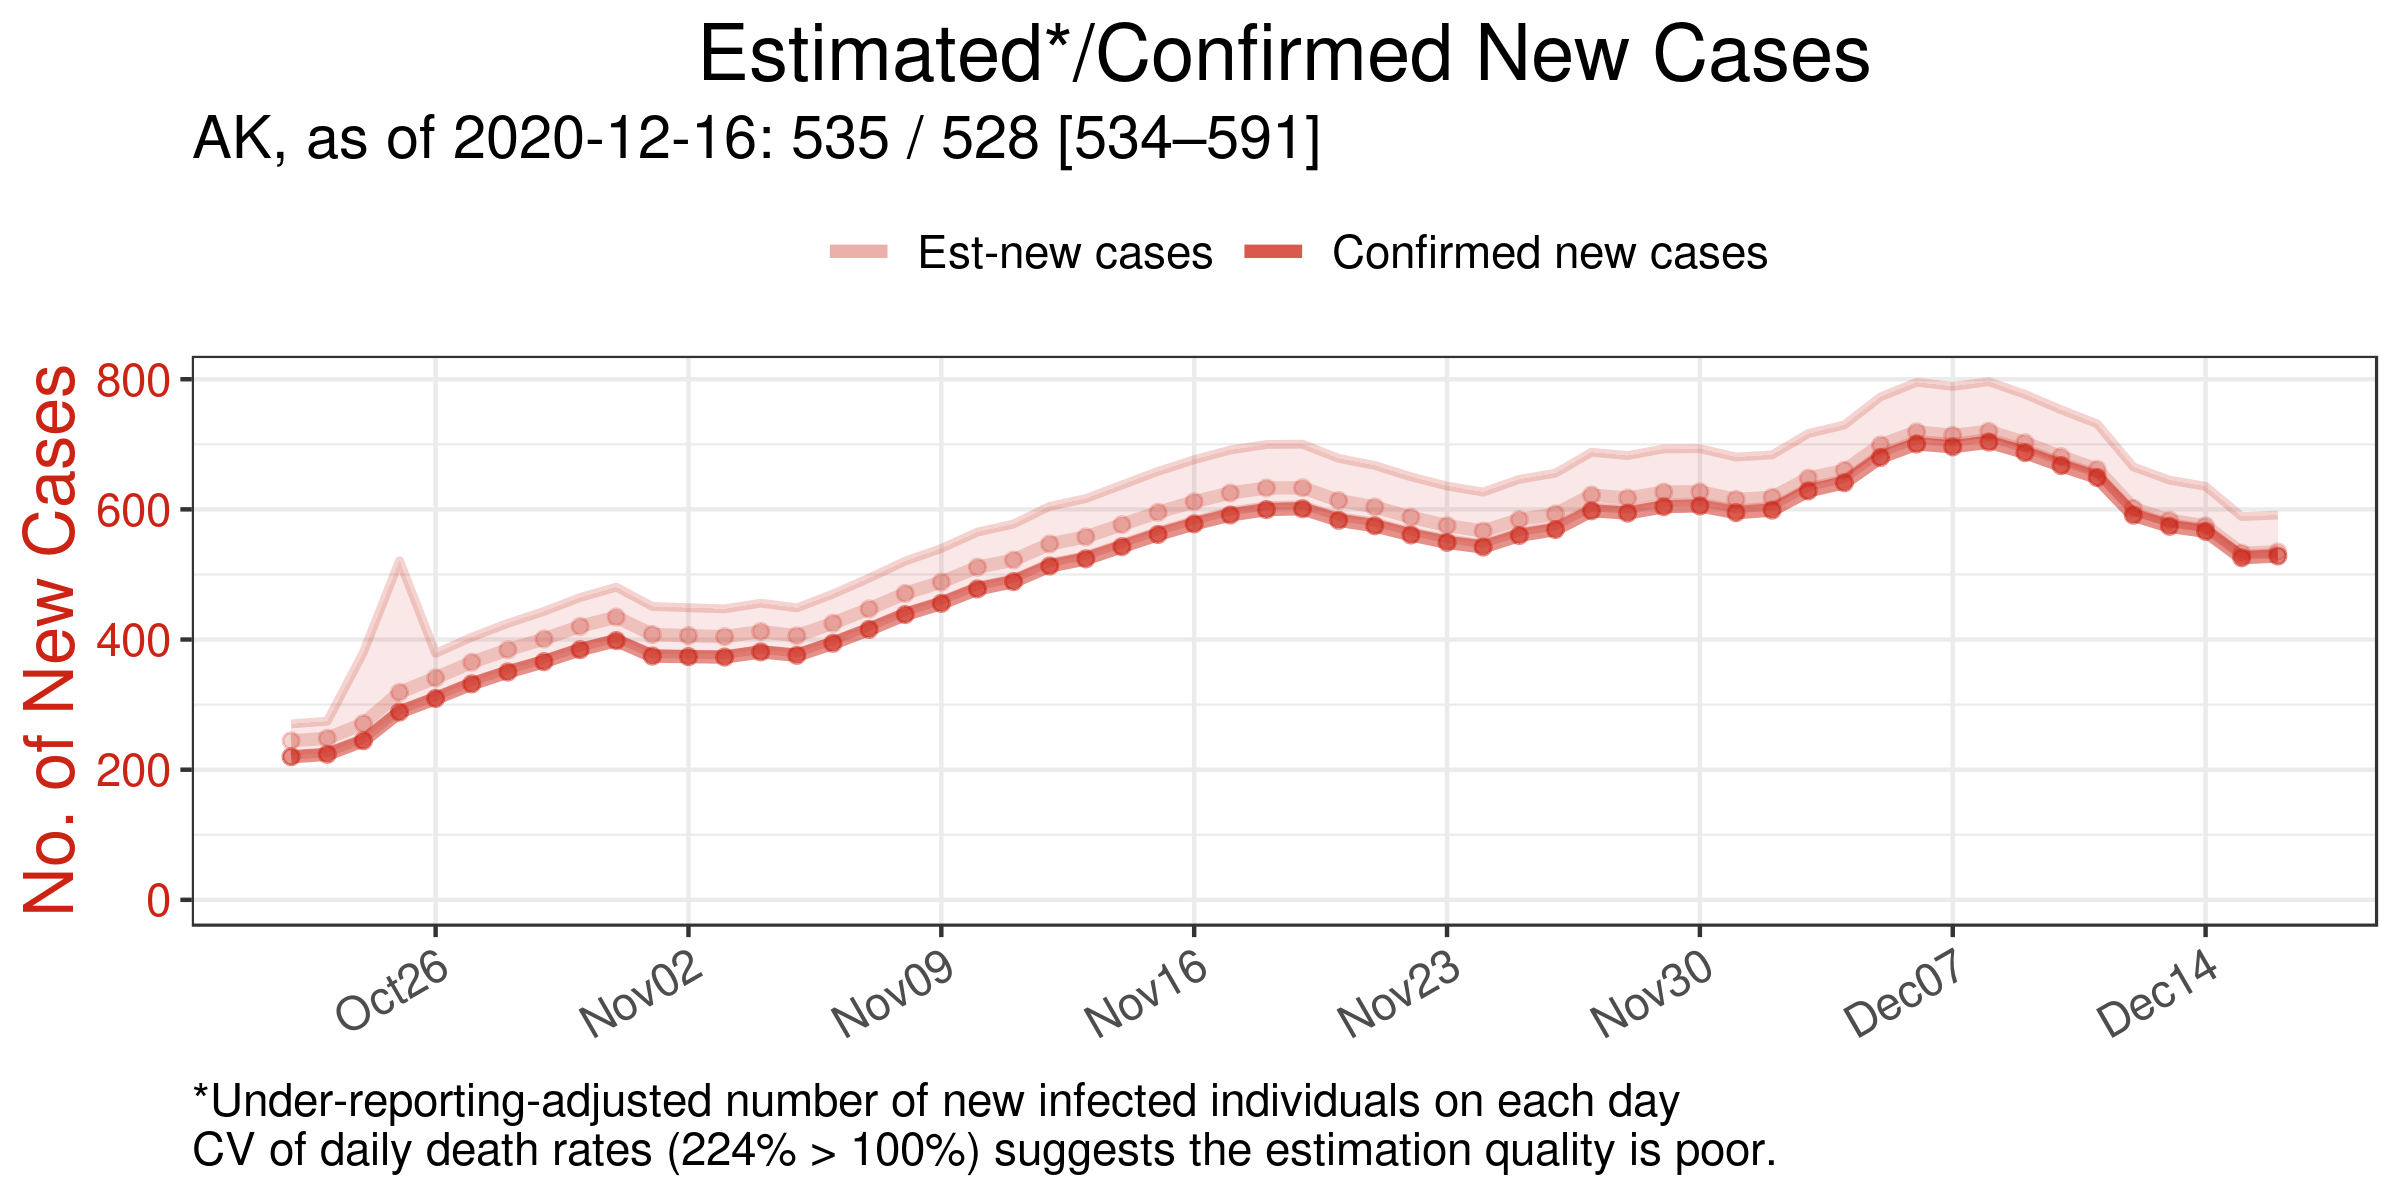 Estimated*/Confirmed New Cases
AK, as of 2020-12-16: 535 / 528 [534–591]
Est-new cases
Confirmed new cases
No. of New Cases
800
600
400
200
0
Oct26
Nov02
Nov09
Nov16
Nov23
Nov30
Dec07
Dec14
*Under-reporting-adjusted number of new infected individuals on each day
CV of daily death rates (224% > 100%) suggests the estimation quality is poor.